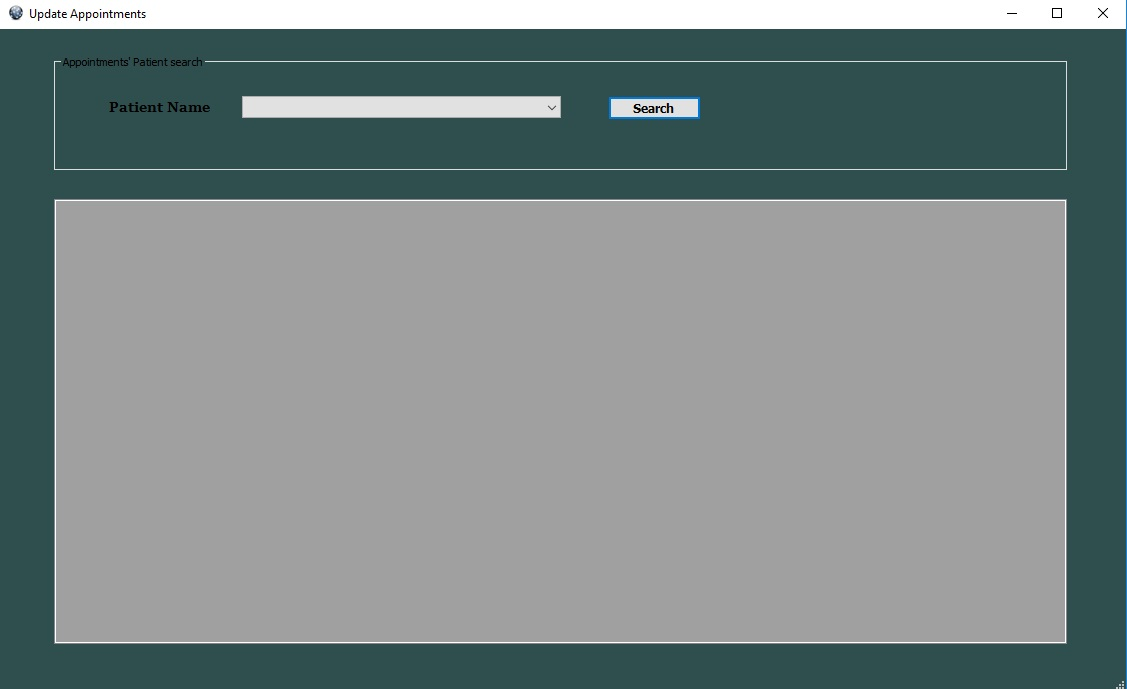 Update Appointments
Appointments' Patient search
Patient Name
Search